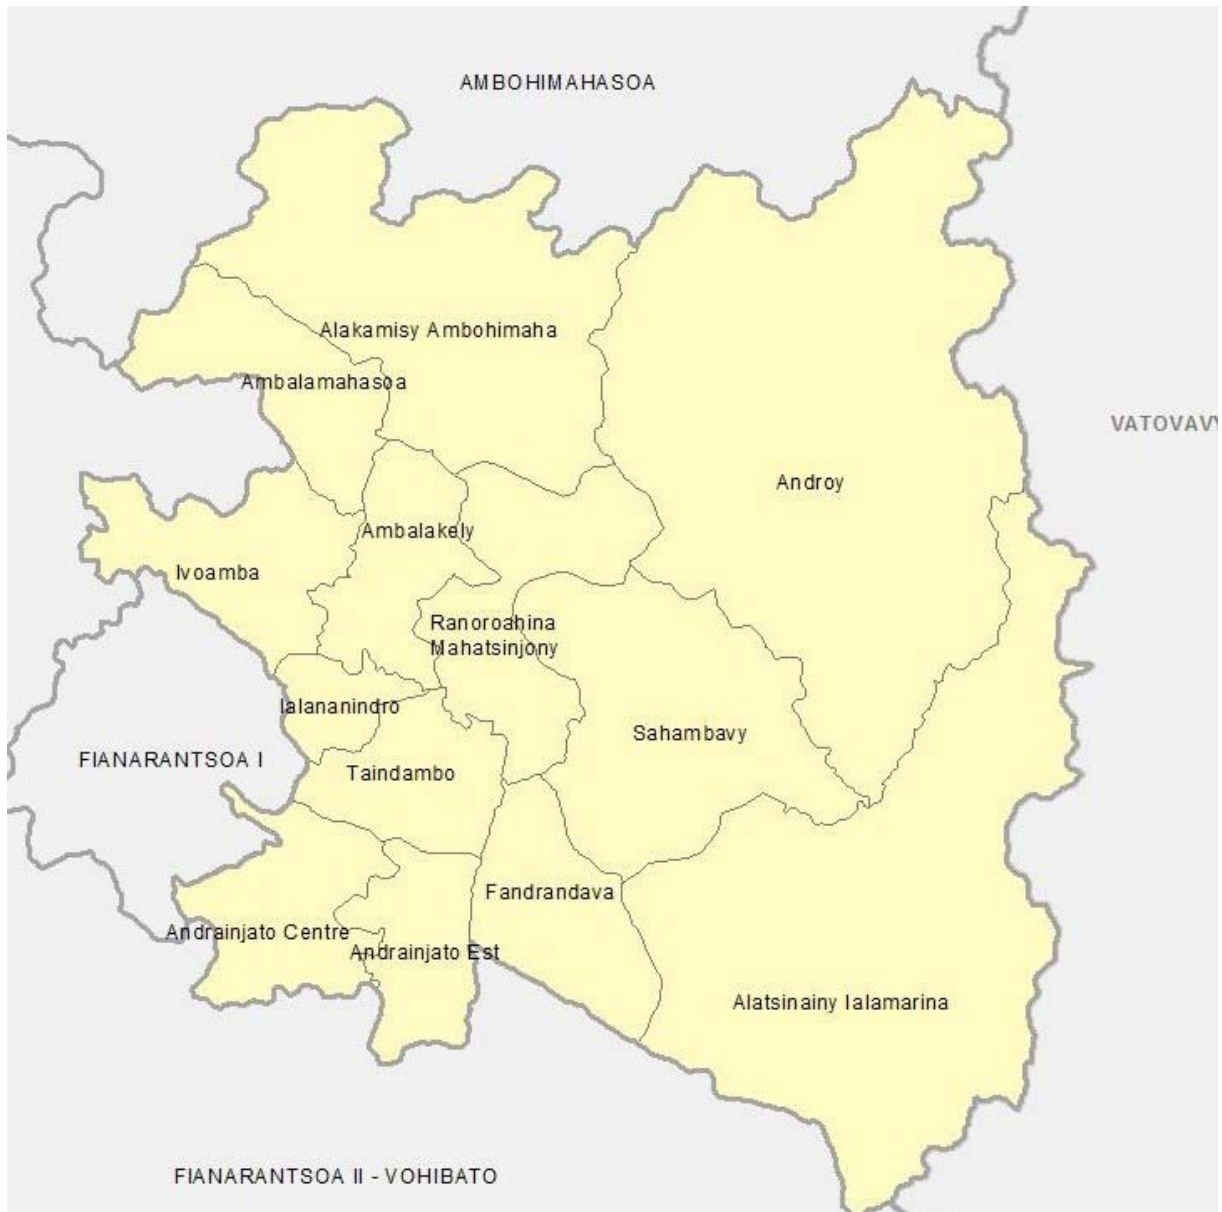 AMBOHIMAHASOA
Alakamisy Ambohimaha
Ambalamahasoa
VATOVAVY
Androy
Ambalakely
Ivoamba
Ranoroahina
Mahatsinjony
Ialananindro
Sahambavy
FIANARANTSOA I
Taindambo
Fandrandava
Andrainjato Centre
Andrainjato Est
Alatsinainy Ialamarina
FIANARANTSOA II - VOHIBATO